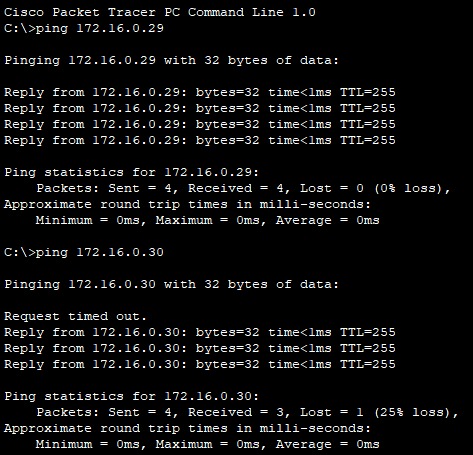 Cisco Packet Tracer PC Command Line 1.0
C:\>ping 172.16.0.29
Pinging 172.16.0.29 with 32 bytes of data:
Reply from 172.16.0.29: bytes=32 time<1ms TTL=255
Reply from 172.16.0.29: bytes=32 time<1ms TTL=255
Reply from 172.16.0.29: bytes=32 time<1ms TTL=255
Reply from 172.16.0.29: bytes=32 time<1ms TTL=255
Ping statistics for 172.16.0.29:
Packets: Sent = 4, Received = 4, Lost = 0 (0% loss),
Approximate round trip times in milli-seconds:
Minimum = 0ms, Maximum = 0ms, Average = 0ms
C:\>ping 172.16.0.30
Pinging 172.16.0.30 with 32 bytes of data:
Request timed out.
Reply from 172.16.0.30: bytes=32 time<1ms TTL=255
Reply from 172.16.0.30: bytes=32 time<1ms TTL=255
Reply from 172.16.0.30: bytes=32 time<1ms TTL=255
Ping statistics for 172.16.0.30:
Packets: Sent = 4, Received = 3, Lost = 1 (25% loss),
Approximate round trip times in milli-seconds:
Minimum = 0ms, Maximum = 0ms, Average = 0ms